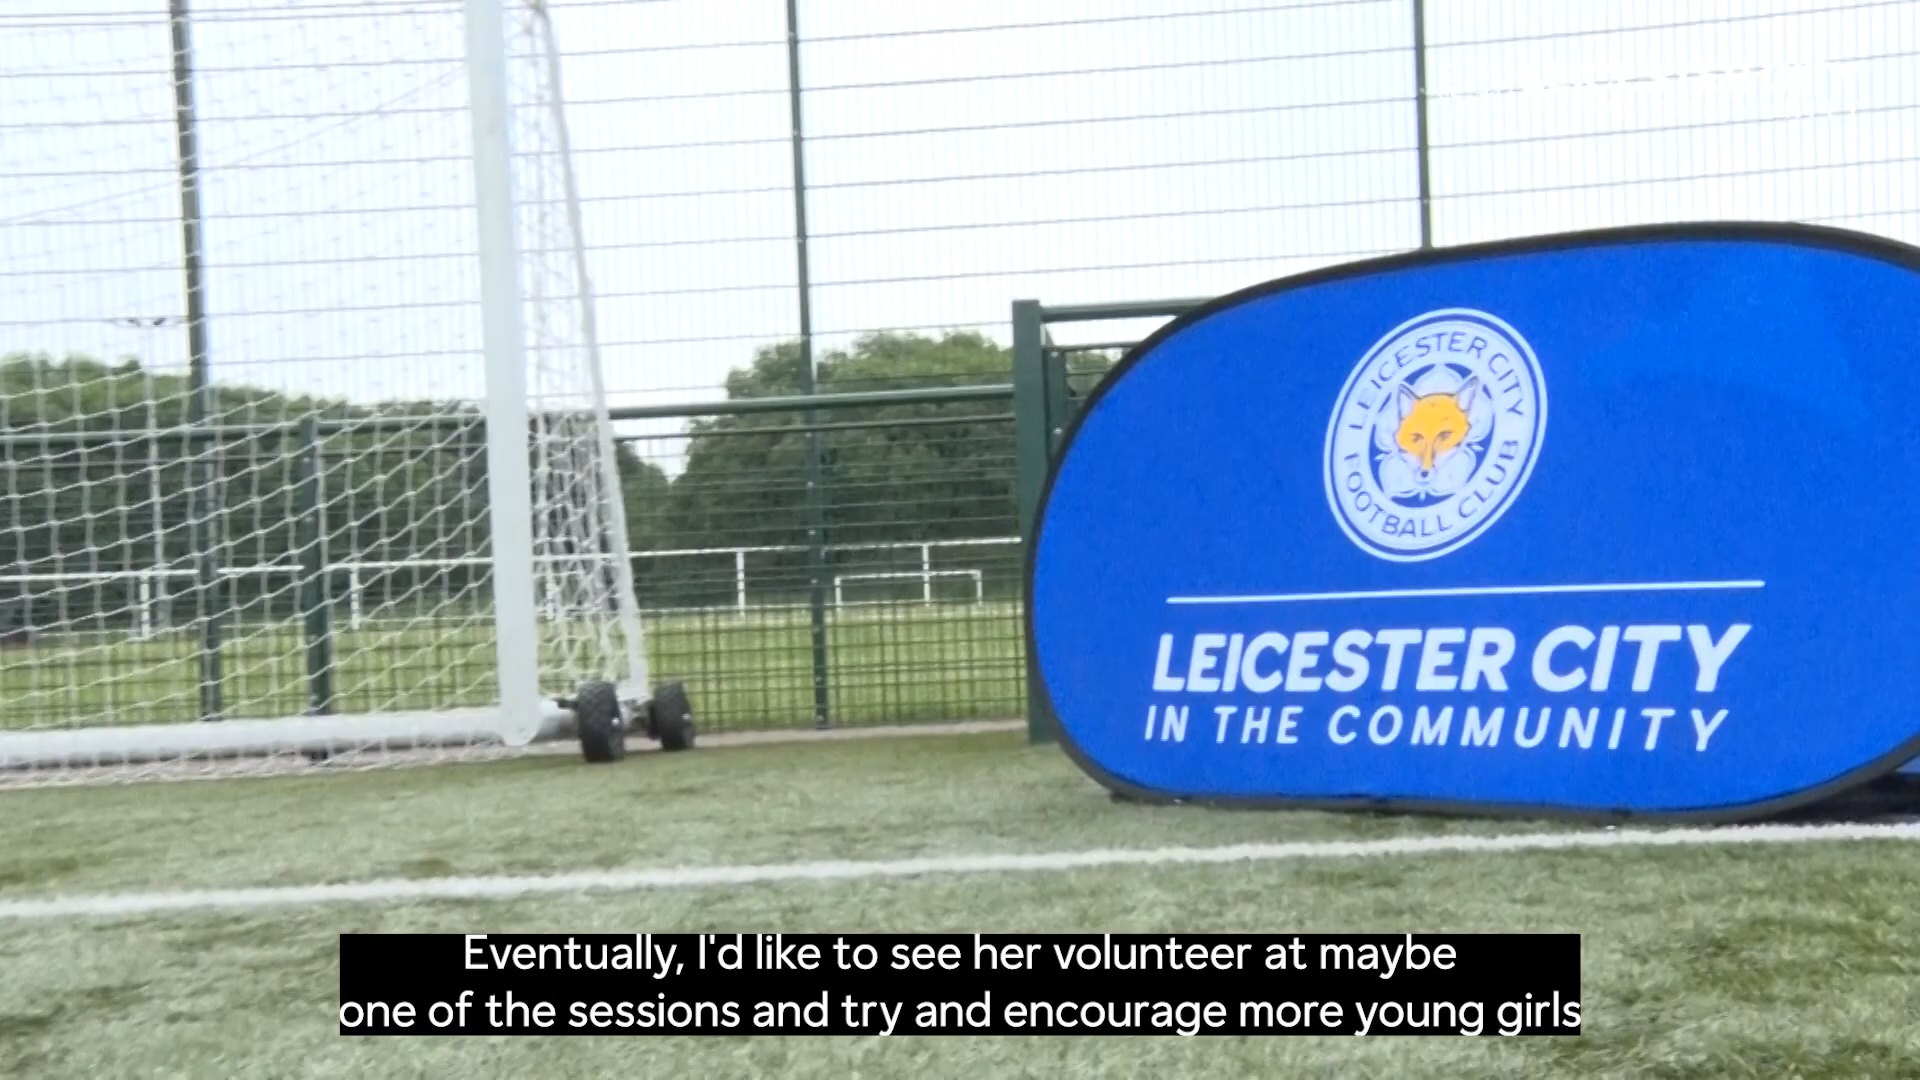 LEICESTER CITY
FOOTBALL CLUB
LEICESTER CITY
IN THE COMMUNITY
Eventually, I'd like to see her volunteer at maybe
one of the sessions and try and encourage more young girls